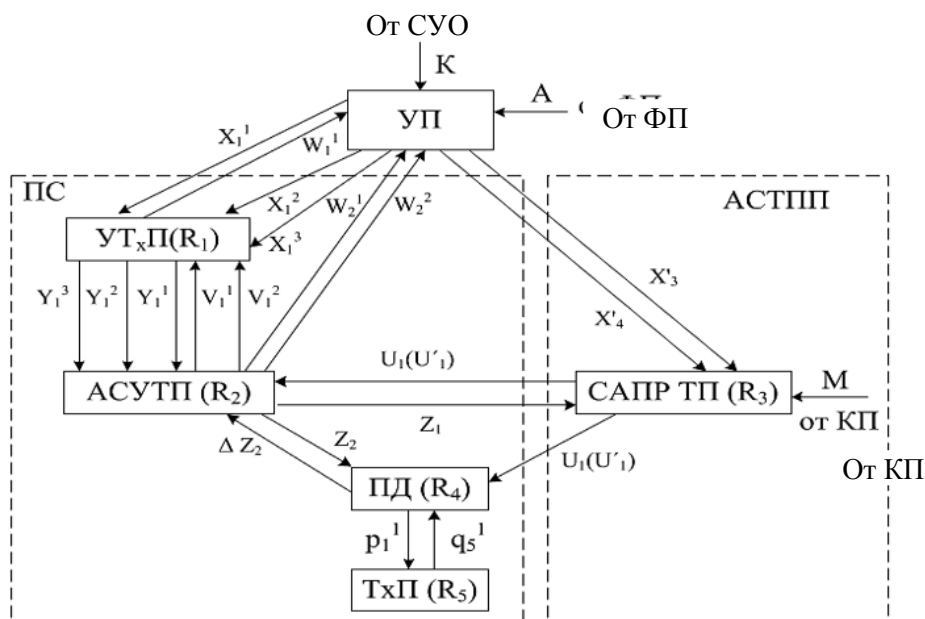 От СУО
К
УП
А
От ФП
X₁¹
W₁¹
ПС
X₁²
W₂¹
W₂²
АСТПП
УТₓП(R₁)
X₁³
Y₁³ Y₁² Y₁¹ V₁¹ V₁²
X'₃
X'₄
U₁(U´₁)
АСУТП (R₂)
САПР ТП (R₃)
М
от КП
Z₁
Δ Z₂
Z₂
U₁(U´₁)
От КП
ПД (R₄)
p₁¹
q₅¹
ТхП (R₅)